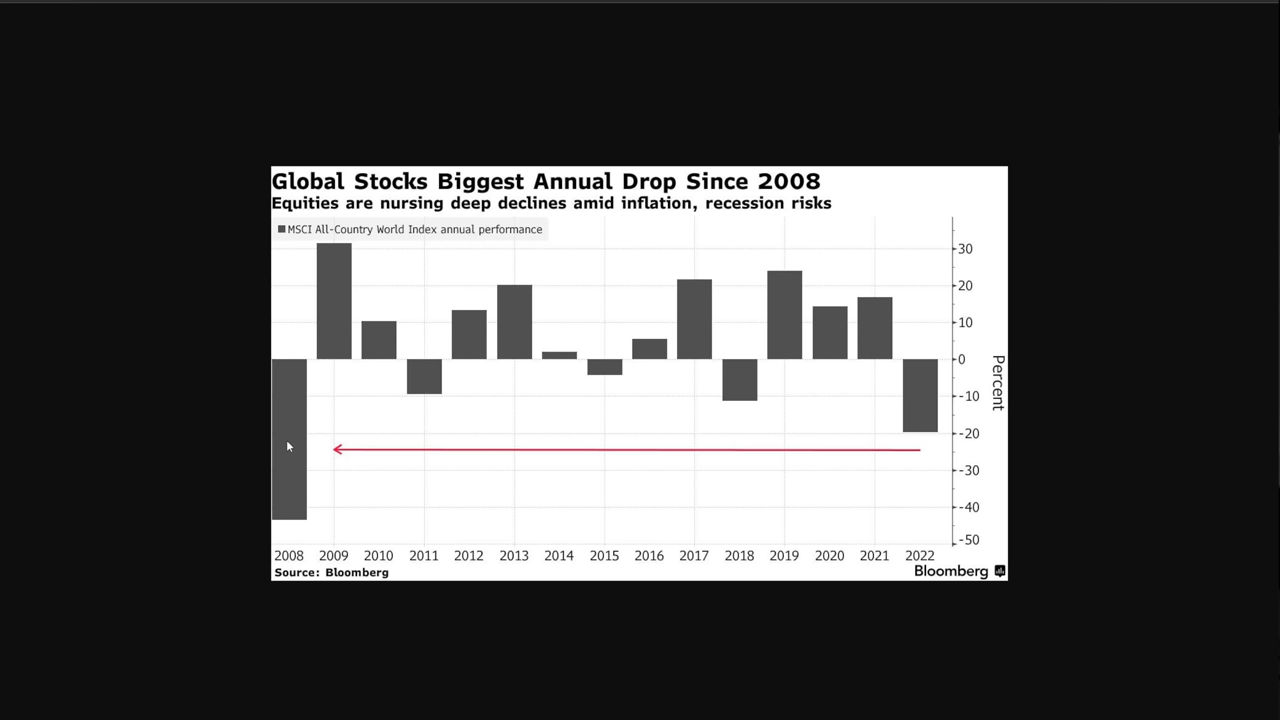 Global Stocks Biggest Annual Drop Since 2008
Equities are nursing deep declines amid inflation, recession risks
MSCI All-Country World Index annual performance
30
20
10
0
-10
-20
-30
-40
-50
Percent
2008 2009 2010 2011 2012 2013 2014 2015 2016 2017 2018 2019 2020 2021 2022
Source: Bloomberg
Bloomberg